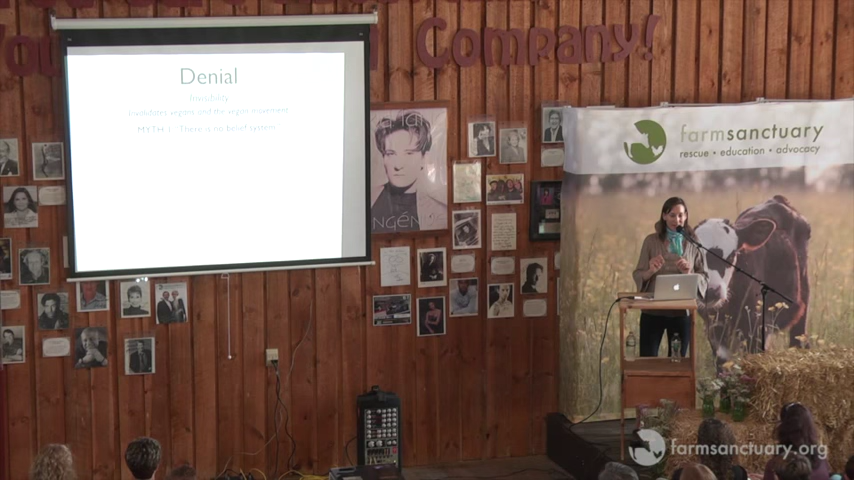 Company!
Denial
Invisibility
Invalidates vegans and the vegan movement
MYTH 1: "There is no belief system
farmsanctuary
rescue • education • advocacy
farmsanctuary.org